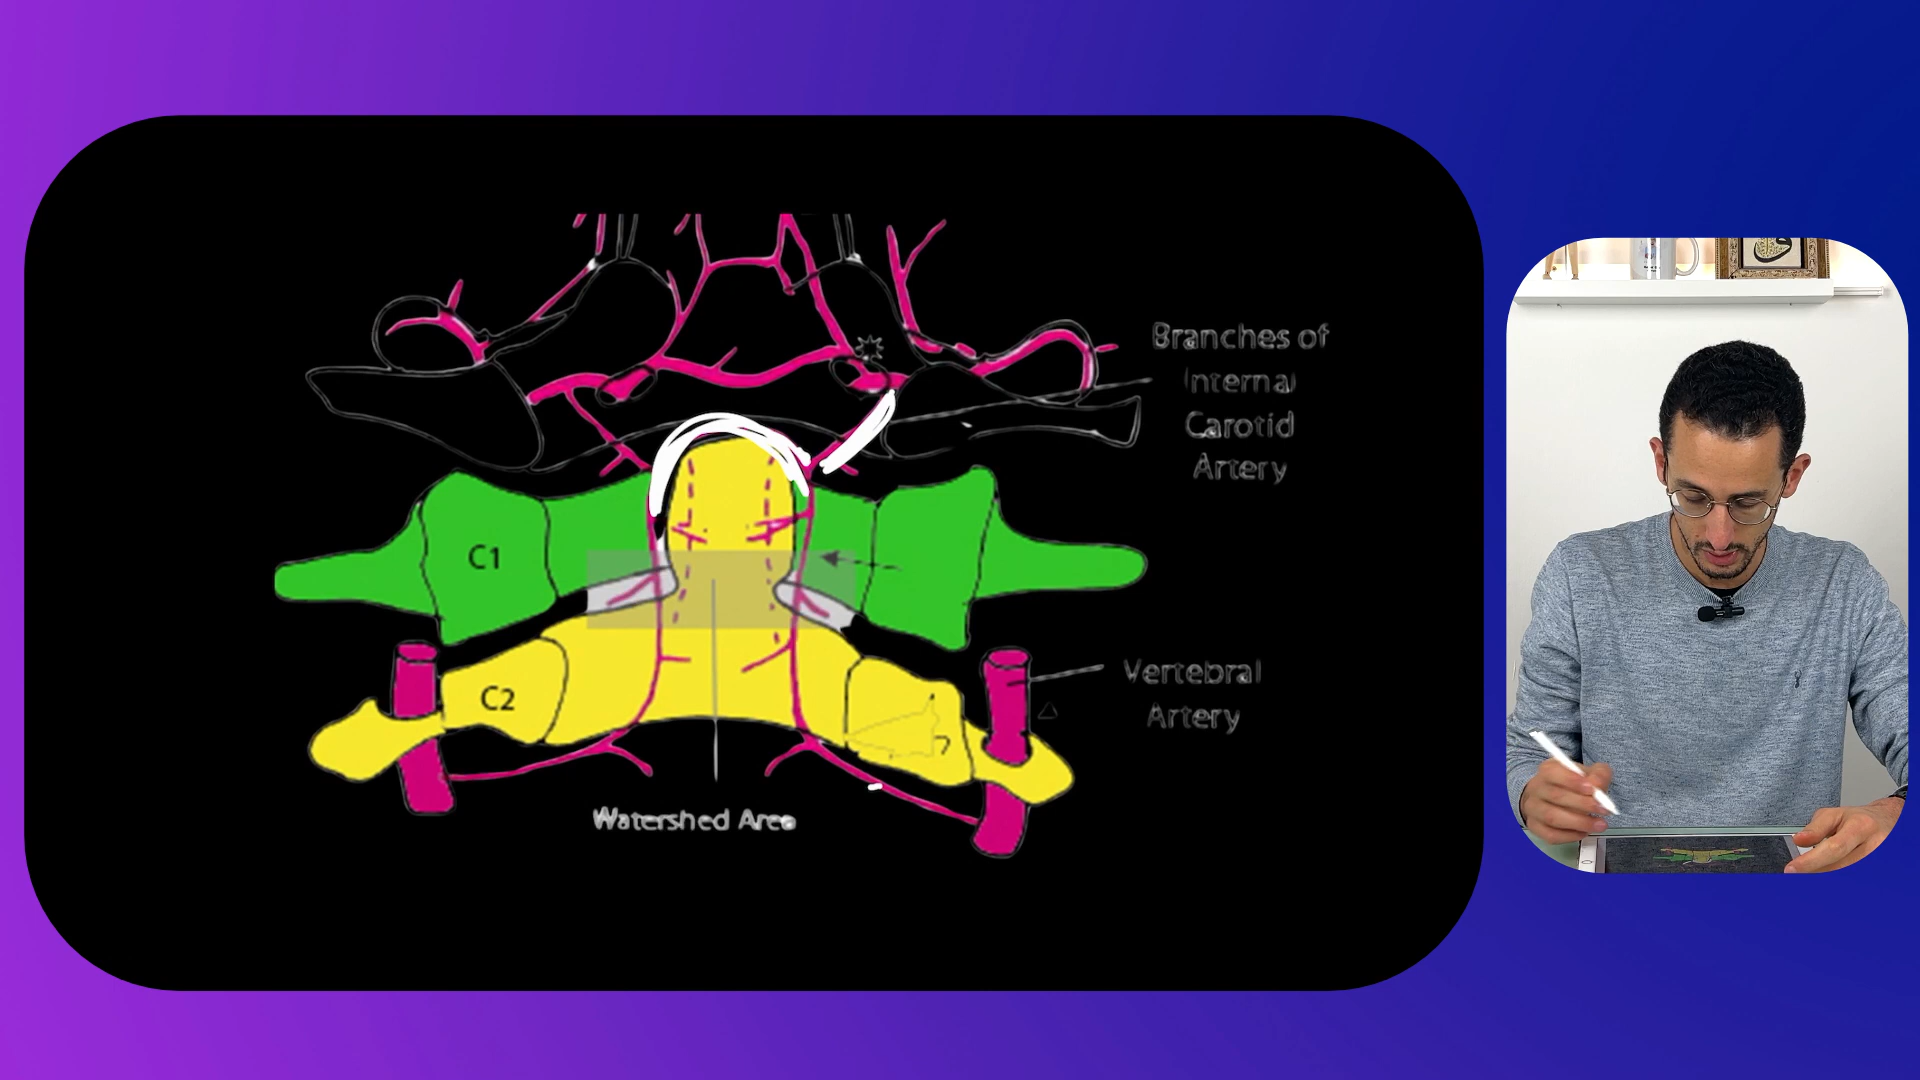 Branches of
Internal
Carotid
Artery
C1
C2
Vertebral
Artery
Watershed Area